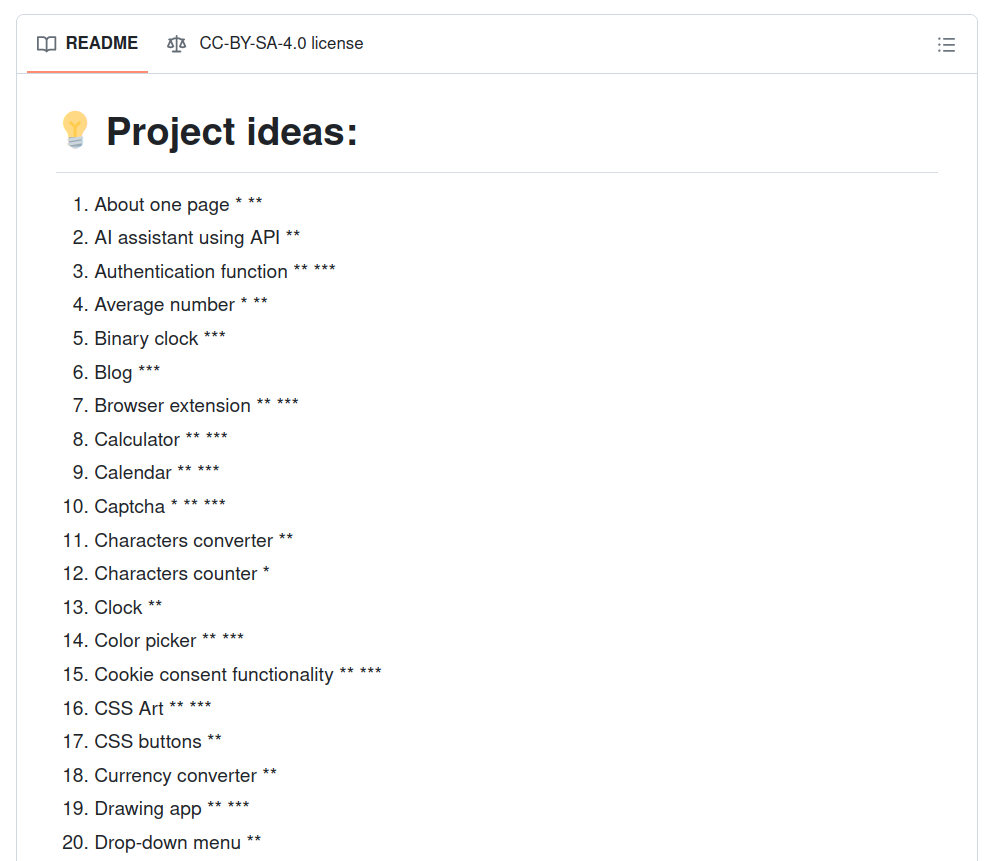 README CC-BY-SA-4.0 license
Project ideas:
1. About one page * **
2. AI assistant using API **
3. Authentication function ** ***
4. Average number * **
5. Binary clock ***
6. Blog ***
7. Browser extension ** ***
8. Calculator ** ***
9. Calendar ** ***
10. Captcha * ** ***
11. Characters converter **
12. Characters counter *
13. Clock **
14. Color picker ** ***
15. Cookie consent functionality ** ***
16. CSS Art ** ***
17. CSS buttons **
18. Currency converter **
19. Drawing app ** ***
20. Drop-down menu **